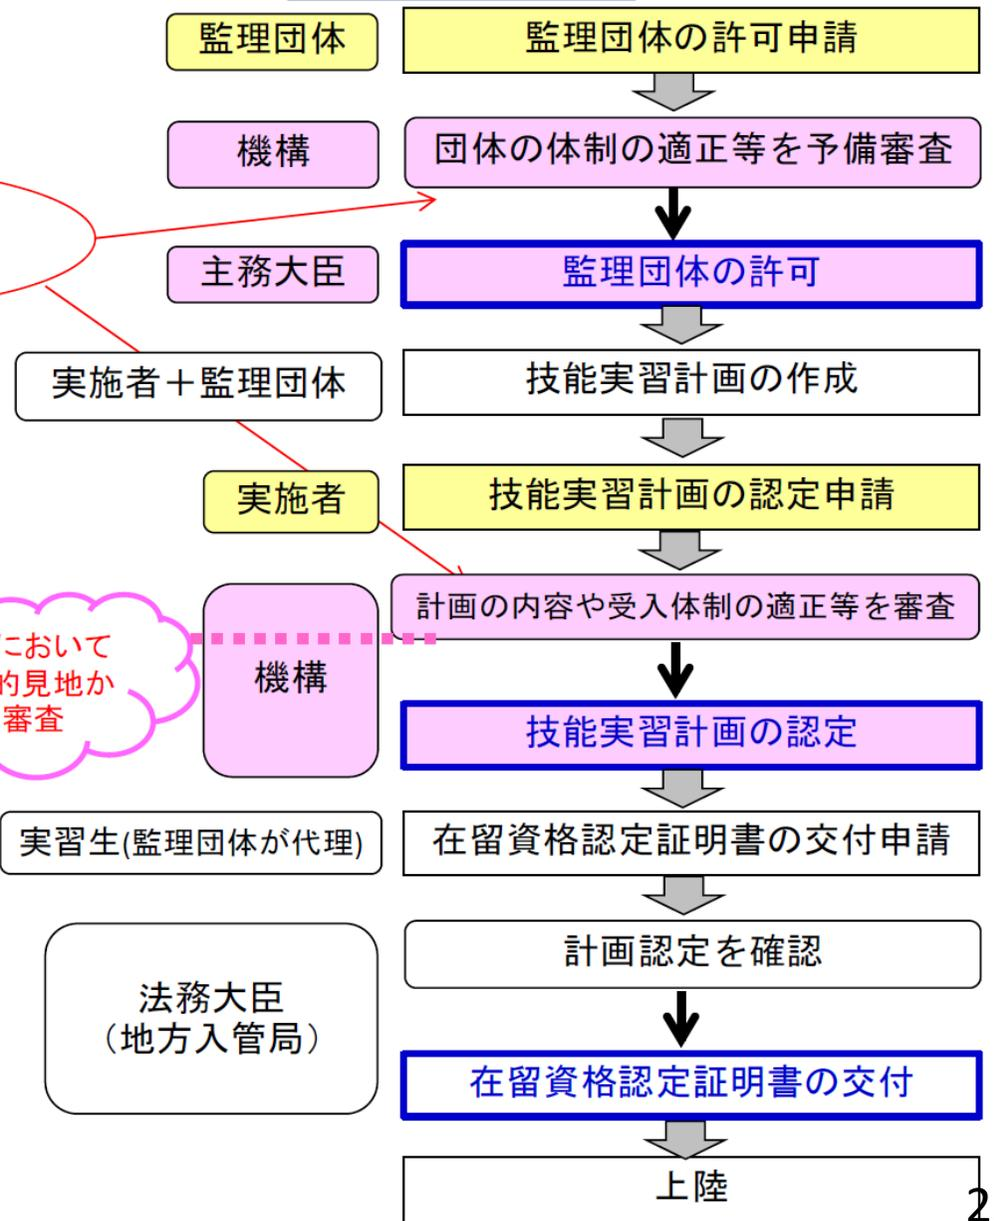 監理団体
監理団体の許可申請
機構
団体の体制の適正等を予備審査
主務大臣
監理団体の許可
実施者＋監理団体
技能実習計画の作成
実施者
技能実習計画の認定申請
計画の内容や受入体制の適正等を審査
において
的見地か
審査
機構
技能実習計画の認定
実習生(監理団体が代理)
在留資格認定証明書の交付申請
計画認定を確認
法務大臣
（地方入管局）
在留資格認定証明書の交付
上陸
2